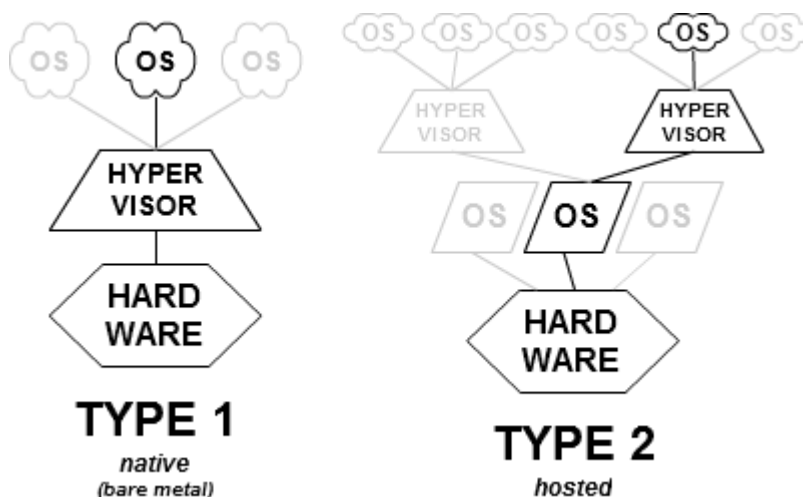 OS OS OS
HYPER
VISOR
HARD
WARE
TYPE 1
native
(bare metal)
OS OS OS OS OS OS
HYPER
VISOR
HYPER
VISOR
OS OS OS
HARD
WARE
TYPE 2
hosted